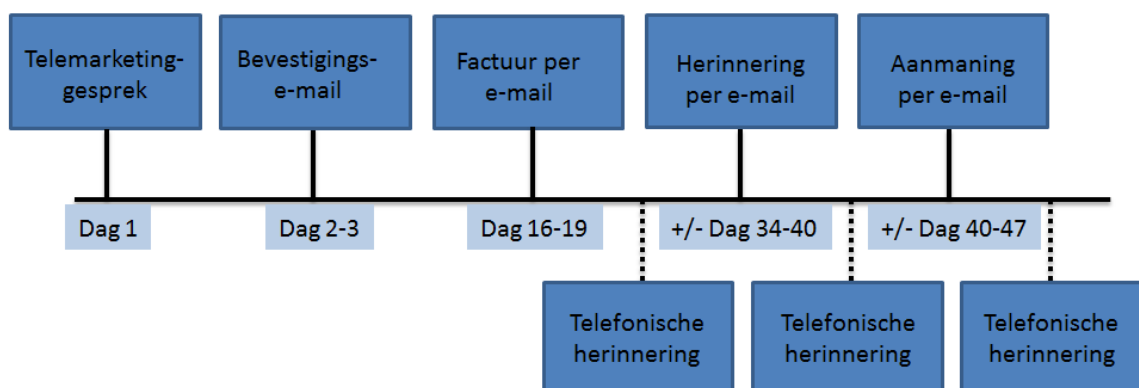 Telemarketing-
gesprek
Bevestigings-
e-mail
Factuur per
e-mail
Herinnering
per e-mail
Aanmaning
per e-mail
Dag 1
Dag 2-3
Dag 16-19
+/- Dag 34-40
+/- Dag 40-47
Telefonische
herinnering
Telefonische
herinnering
Telefonische
herinnering